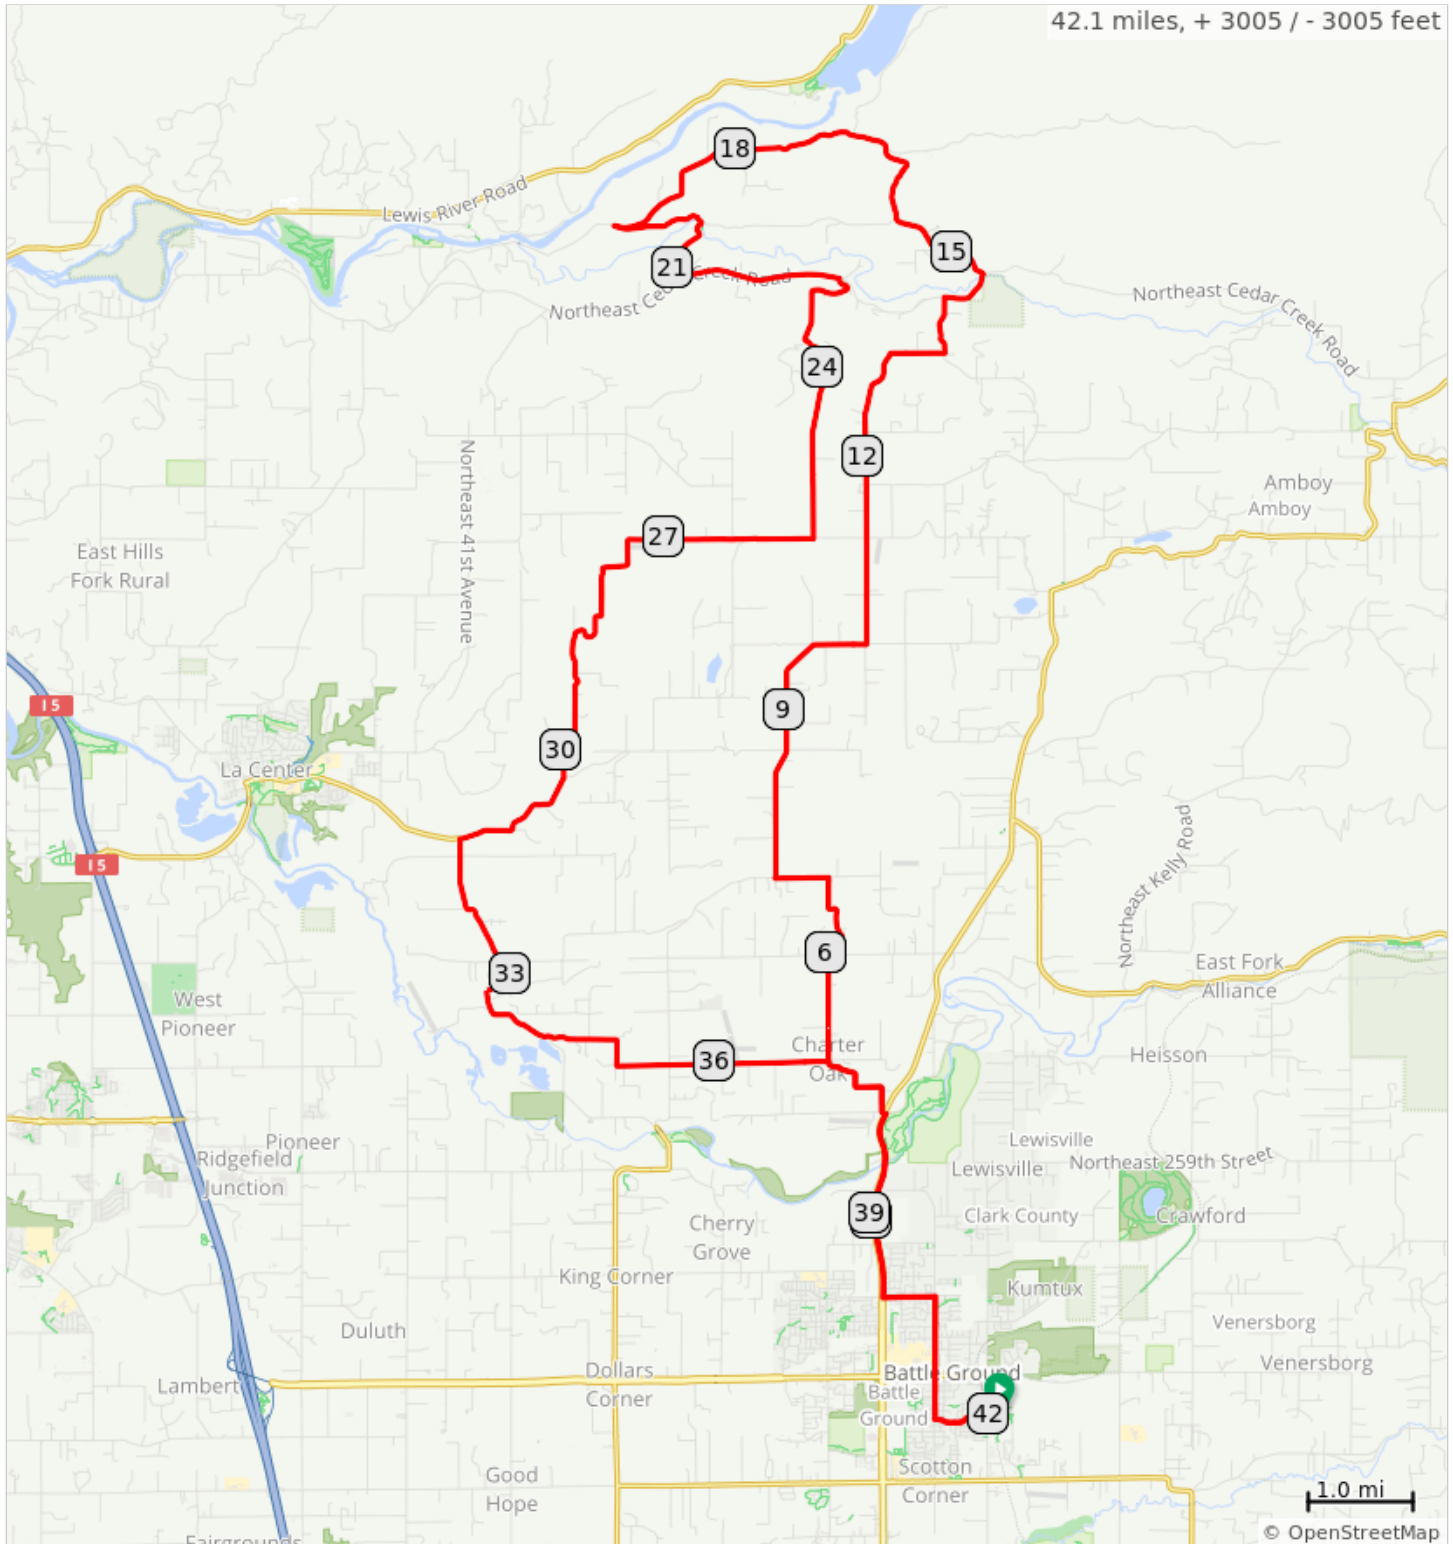 42.1 miles, + 3005 / - 3005 feet
18
Lewis River Road
15
21
Northeast Cedar Creek Road
Northeast Cedar Creek Road
24
12
Northeast 41st Avenue
Amboy
Amboy
27
East Hills
Fork Rural
I 5
9
30
La Center
I 5
Northeast Kelly Road
6
East Fork
Alliance
33
West
Pioneer
Charter
Oak
36
Heisson
Pioneer
Ridgefield
Junction
Lewisville
Lewisville
Northeast 259th Street
39
Cherry
Grove
Clark County
Crawford
King Corner
Kumtux
Duluth
Venersborg
Venersborg
Lambert
Dollars
Corner
Battle Ground
Battle
Ground
42
Good
Hope
Scotton
Corner
1.0 mi
Fairgrounds
© OpenStreetMap